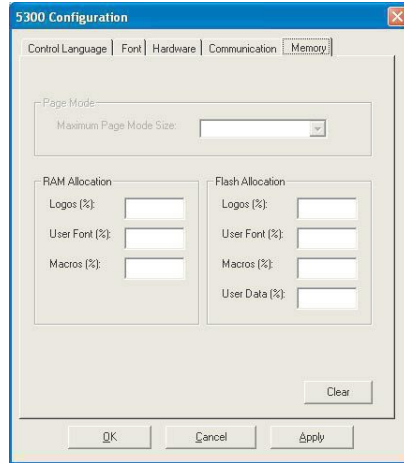 5300 Configuration
Control Language Font Hardware Communication Memory
Page Mode
Maximum Page Mode Size:
RAM Allocation
Logos (%):
User Font (%):
Macros (%):
Flash Allocation
Logos (%):
User Font (%):
Macros (%):
User Data (%):
Clear
OK Cancel Apply